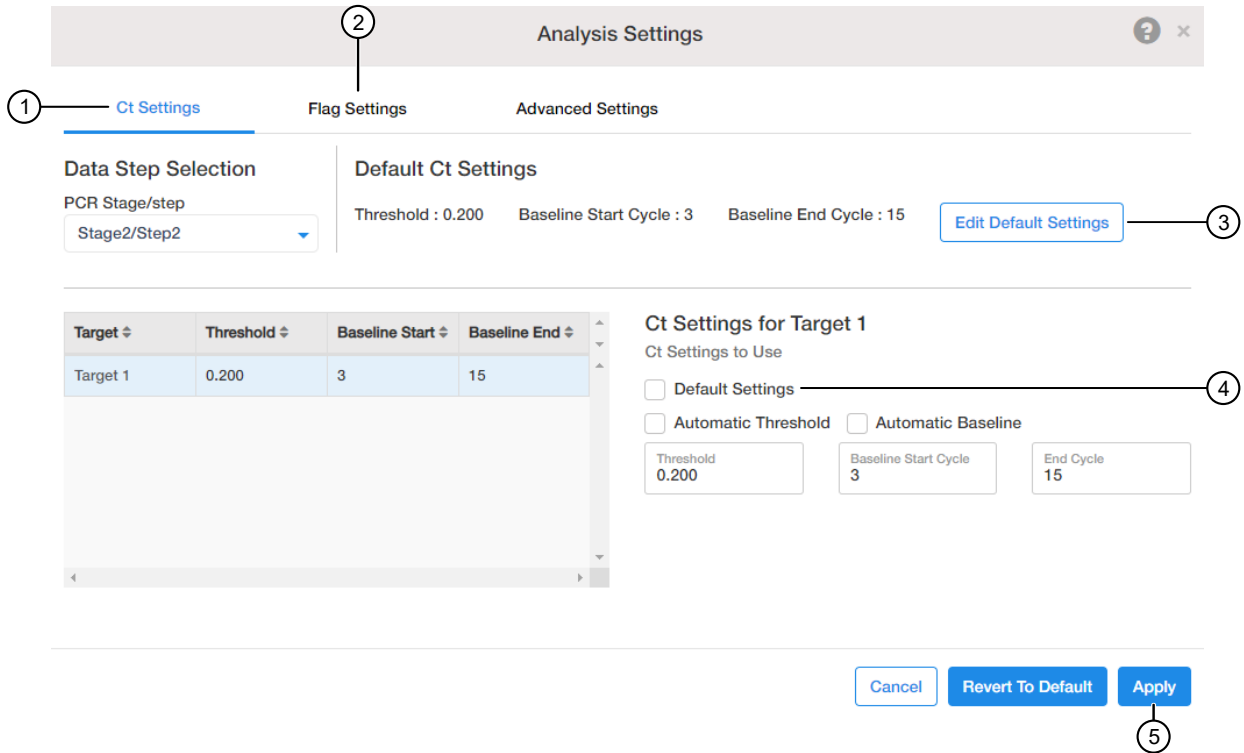 2
Analysis Settings
?
×
1
Ct Settings
Flag Settings
Advanced Settings
Data Step Selection
PCR Stage/step
Stage2/Step2
Default Ct Settings
Threshold : 0.200
Baseline Start Cycle : 3
Baseline End Cycle : 15
Edit Default Settings
3
Target
Threshold
Baseline Start
Baseline End
Target 1
0.200
3
15
Ct Settings for Target 1
Ct Settings to Use
Default Settings
4
Automatic Threshold
Automatic Baseline
Threshold
0.200
Baseline Start Cycle
3
End Cycle
15
Cancel
Revert To Default
Apply
5